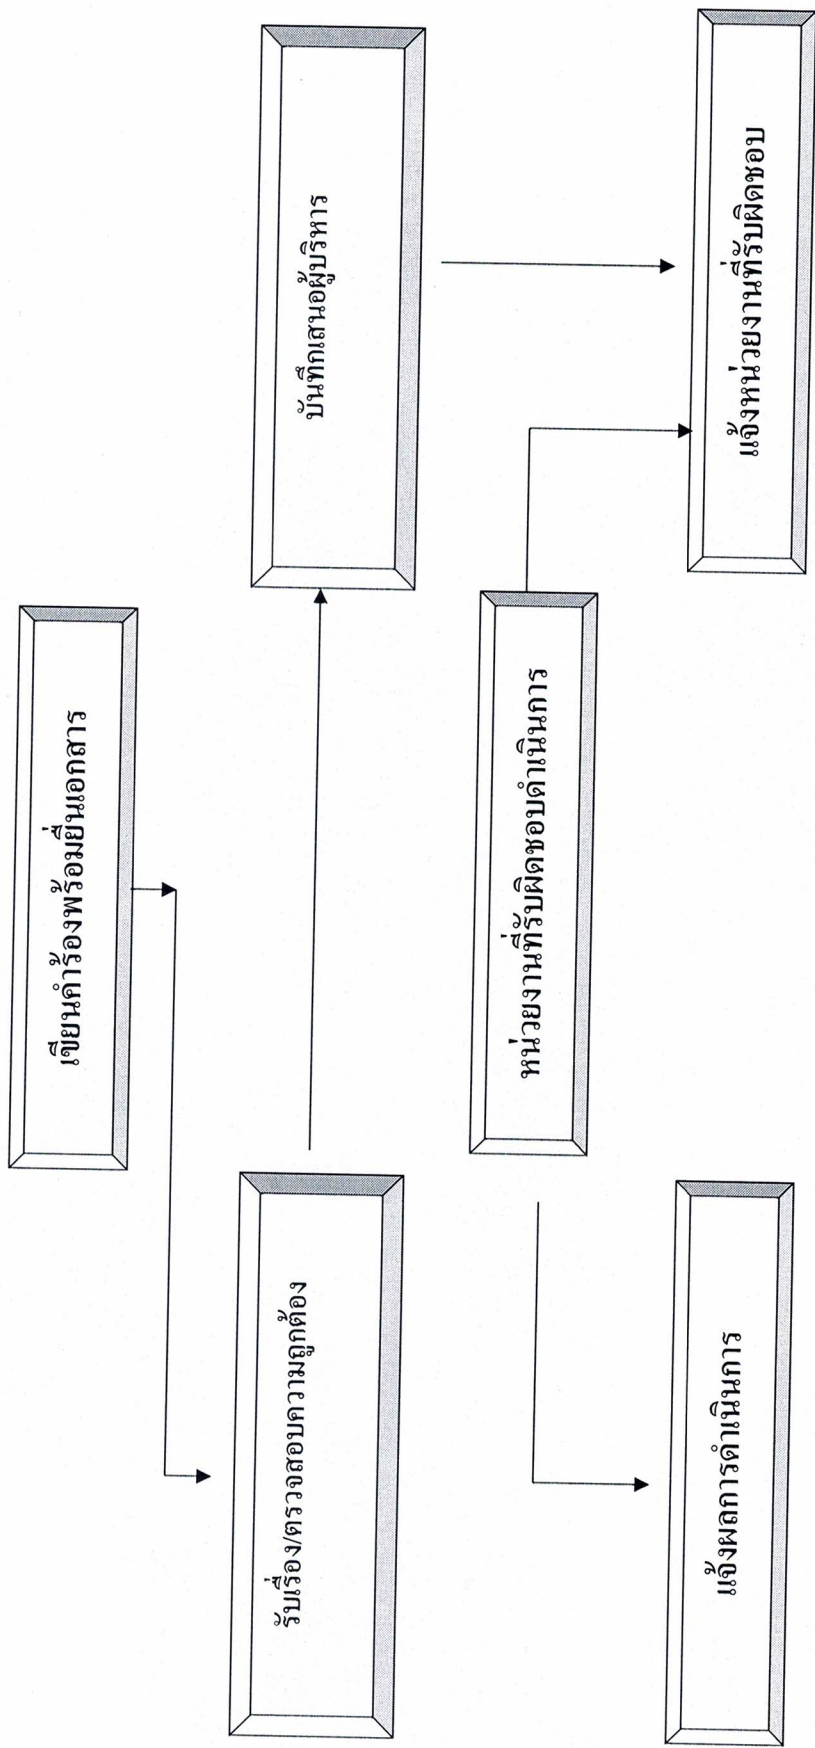 เขียนคำร้องพร้อมยื่นเอกสาร
รับเรื่อง/ตรวจสอบความถูกต้อง
บันทึกเสนอผู้บริหาร
หน่วยงานที่รับผิดชอบดำเนินการ
แจ้งผลการดำเนินการ
แจ้งหน่วยงานที่รับผิดชอบ